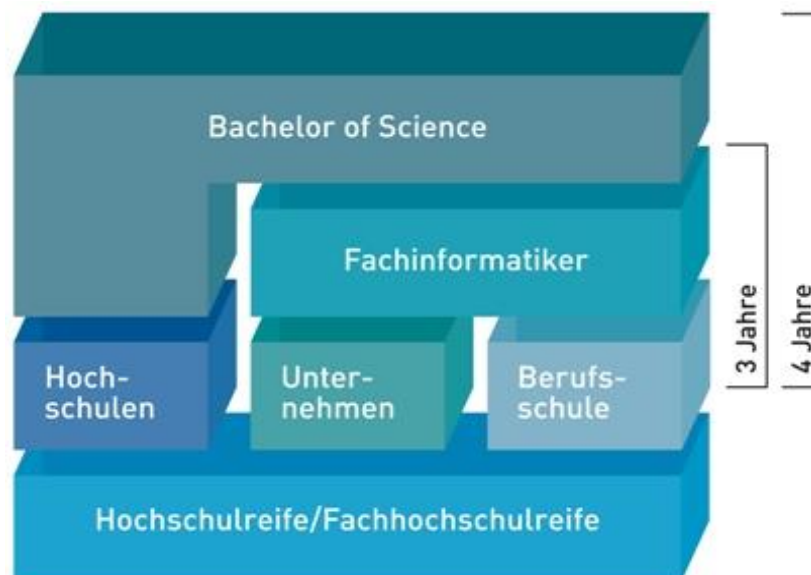 Bachelor of Science
Fachinformatiker
Hoch-
schulen
Unter-
nehmen
Berufs-
schule
Hochschulreife/Fachhochschulreife
3 Jahre
4 Jahre